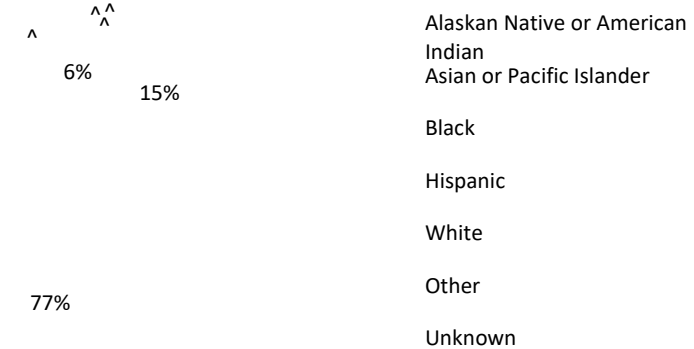 ^ ^
^
^
6%
15%
77%
Alaskan Native or American
Indian
Asian or Pacific Islander
Black
Hispanic
White
Other
Unknown